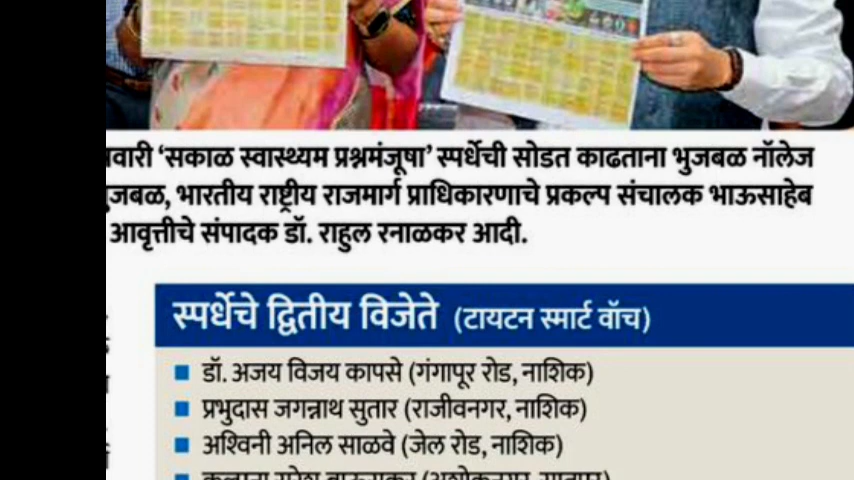 ‘सकाळ स्वास्थ्यम प्रश्नमंजूषा’ स्पर्धेची सोडत काढताना भुजबळ नॉलेज
भारतीय राष्ट्रीय राजमार्ग प्राधिकरणाचे प्रकल्प संचालक भाऊसाहेब
आवृत्तीचे संपादक डॉ. राहुल रनाळकर आदी.
स्पर्धेचे द्वितीय विजेते (टायटन स्मार्ट वॉच)
डॉ. अजय विजय कापसे (गंगापूर रोड, नाशिक)
प्रभुदास जगन्नाथ सुतार (राजीवनगर, नाशिक)
अश्विनी अनिल साळवे (जेल रोड, नाशिक)